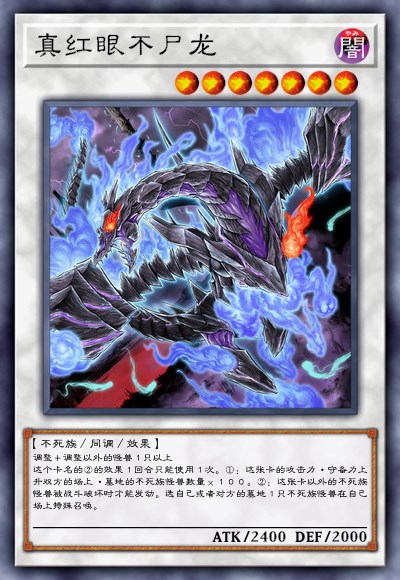 真红眼不尸龙
闇
やみ
【不死族／同调／效果】
调整＋调整以外的怪兽１只以上
这个卡名的②的效果１回合只能使用１次。①：这张卡的攻击力·守备力上
升双方的场上·墓地的不死族怪兽数量×１００。②：这张卡以外的不死族
怪兽被战斗破坏时才能发动。选自己或者对方的墓地１只不死族怪兽在自己
场上特殊召唤。
ATK/2400 DEF/2000